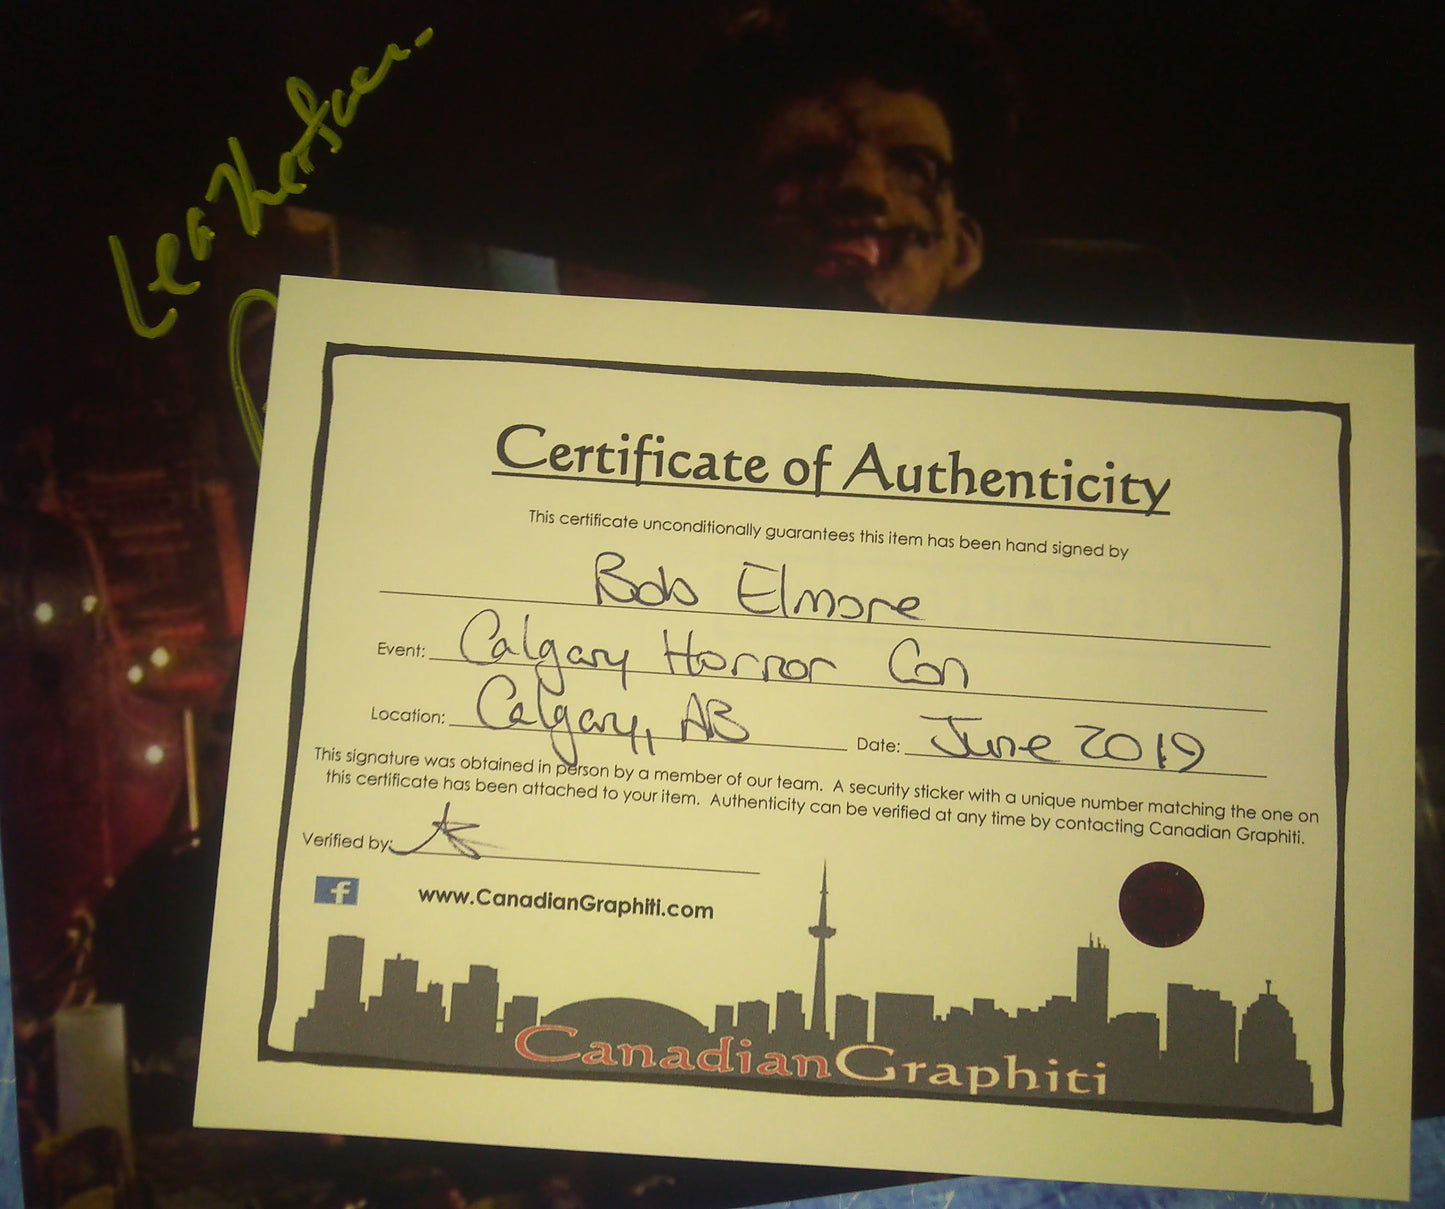 Leatherface
Certificate of Authenticity
This certificate unconditionally guarantees this item has been hand signed by
Bob Elmore
Event: Calgary Horror Con
Location: Calgary, AB Date: June 2019
This signature was obtained in person by a member of our team. A security sticker with a unique number matching the one on
this certificate has been attached to your item. Authenticity can be verified at any time by contacting Canadian Graphiti.
Verified by:
f
www.CanadianGraphiti.com
CanadianGraphiti